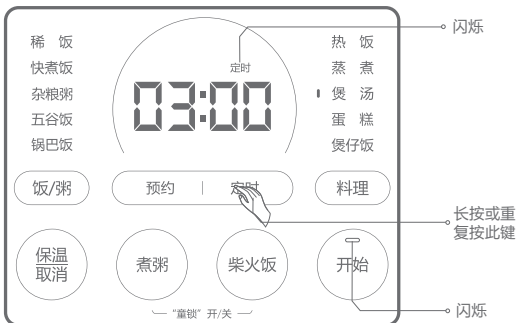 闪烁
稀 饭
热 饭
快煮饭
定时
蒸 煮
杂粮粥
03:00
煲 汤
五谷饭
蛋 糕
锅巴饭
煲仔饭
饭/粥
预约 | 定时
料理
长按或重
复按此键
保温
取消
煮粥
柴火饭
开始
"童锁" 开/关
闪烁